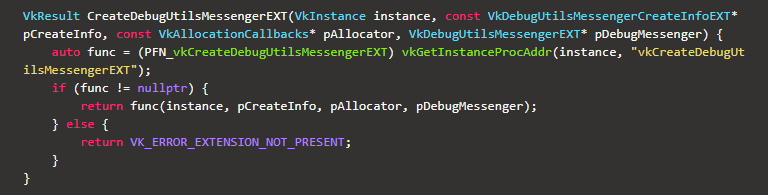 VkResult CreateDebugUtilsMessengerEXT(VkInstance instance, const VkDebugUtilsMessengerCreateInfoEXT*
pCreateInfo, const VkAllocationCallbacks* pAllocator, VkDebugUtilsMessengerEXT* pDebugMessenger) {
    auto func = (PFN_vkCreateDebugUtilsMessengerEXT) vkGetInstanceProcAddr(instance, "vkCreateDebugUt
ilsMessengerEXT");
    if (func != nullptr) {
        return func(instance, pCreateInfo, pAllocator, pDebugMessenger);
    } else {
        return VK_ERROR_EXTENSION_NOT_PRESENT;
    }
}